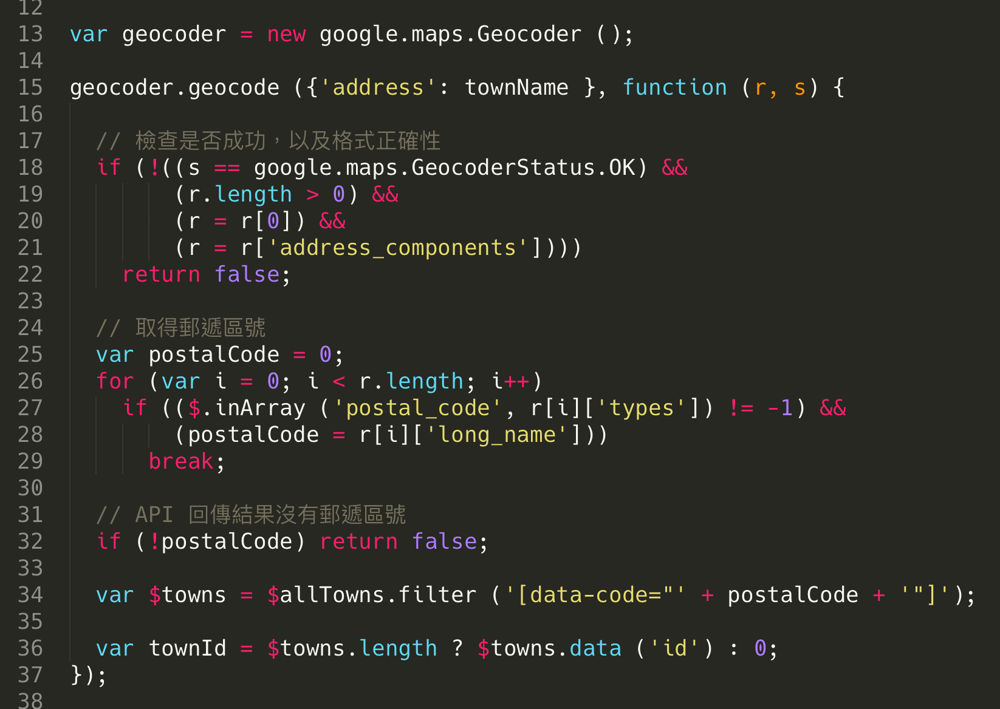 12
13 var geocoder = new google.maps.Geocoder ();
14
15 geocoder.geocode ({'address': townName }, function (r, s) {
16
17   // 檢查是否成功，以及格式正確性
18   if (!((s == google.maps.GeocoderStatus.OK) &&
19         (r.length > 0) &&
20         (r = r[0]) &&
21         (r = r['address_components'])))
22     return false;
23
24   // 取得郵遞區號
25   var postalCode = 0;
26   for (var i = 0; i < r.length; i++)
27     if (($.inArray ('postal_code', r[i]['types']) != -1) &&
28         (postalCode = r[i]['long_name']))
29       break;
30
31   // API 回傳結果沒有郵遞區號
32   if (!postalCode) return false;
33
34   var $towns = $allTowns.filter ('[data-code="' + postalCode + '"]');
35
36   var townId = $towns.length ? $towns.data ('id') : 0;
37 });
38